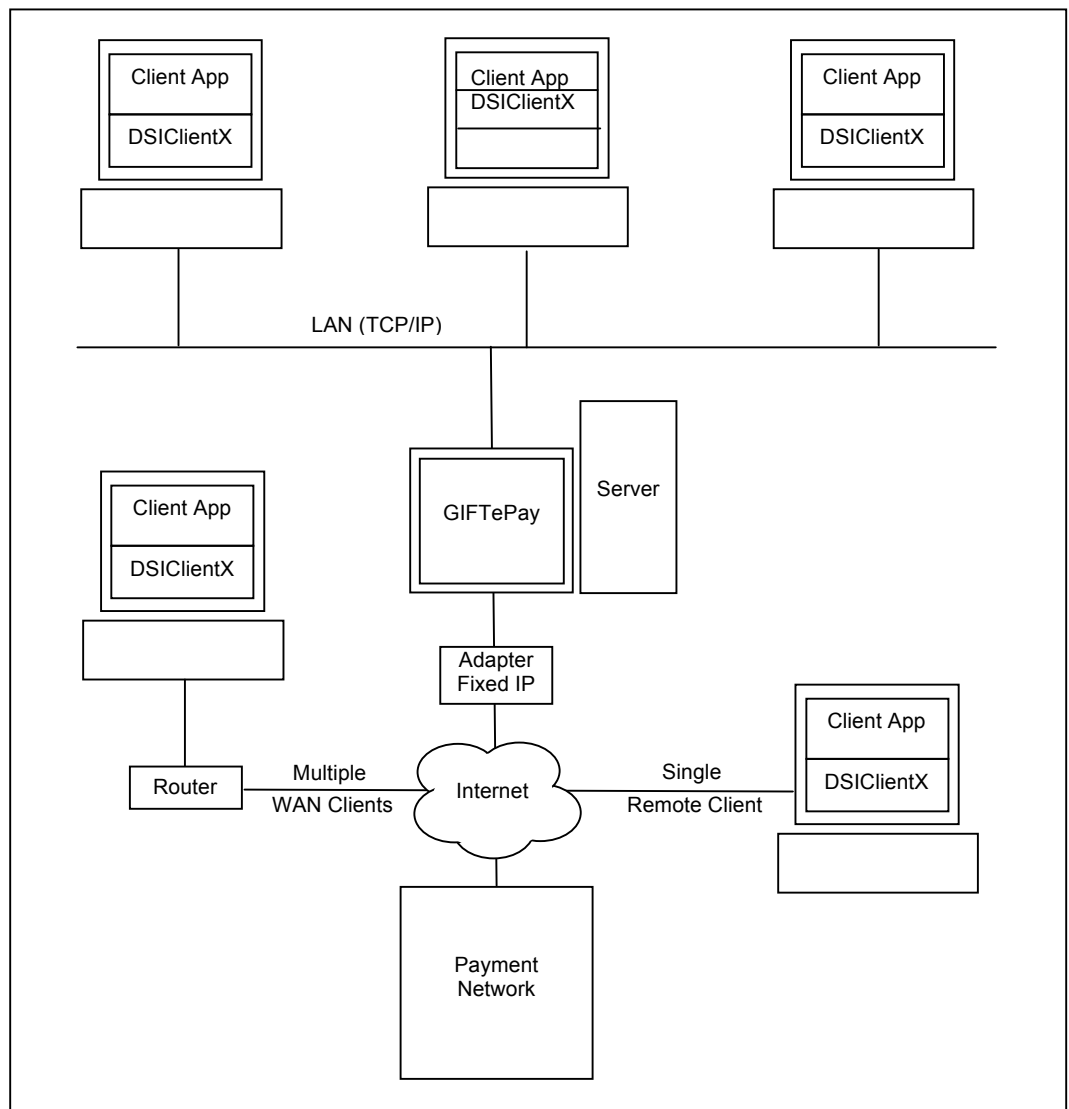 Client App
DSIClientX
Client App
DSIClientX
Client App
DSIClientX
LAN (TCP/IP)
GIFTePay
Server
Client App
DSIClientX
Adapter
Fixed IP
Router
Multiple
WAN Clients
Internet
Single
Remote Client
Client App
DSIClientX
Payment
Network